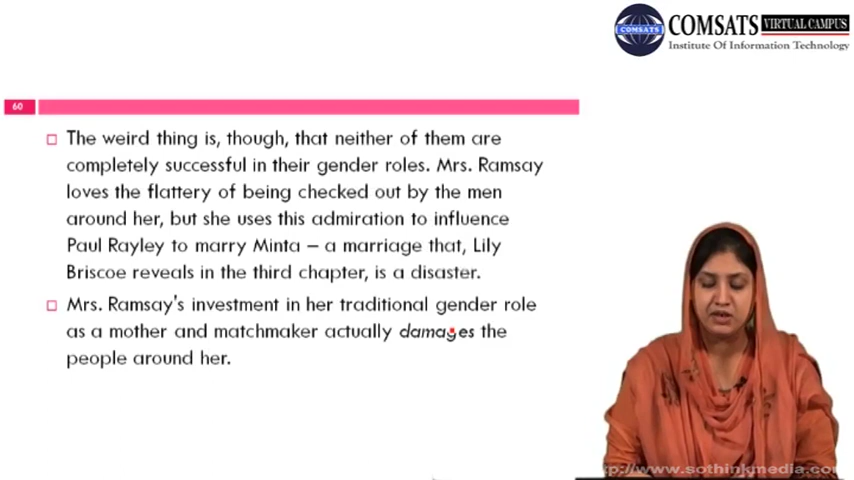 COMSATS VIRTUAL CAMPUS
COMSATS
Institute Of Information Technology
60
The weird thing is, though, that neither of them are
completely successful in their gender roles. Mrs. Ramsay
loves the flattery of being checked out by the men
around her, but she uses this admiration to influence
Paul Rayley to marry Minta – a marriage that, Lily
Briscoe reveals in the third chapter, is a disaster.
Mrs. Ramsay's investment in her traditional gender role
as a mother and matchmaker actually damages the
people around her.
http://www.sothinkmedia.com